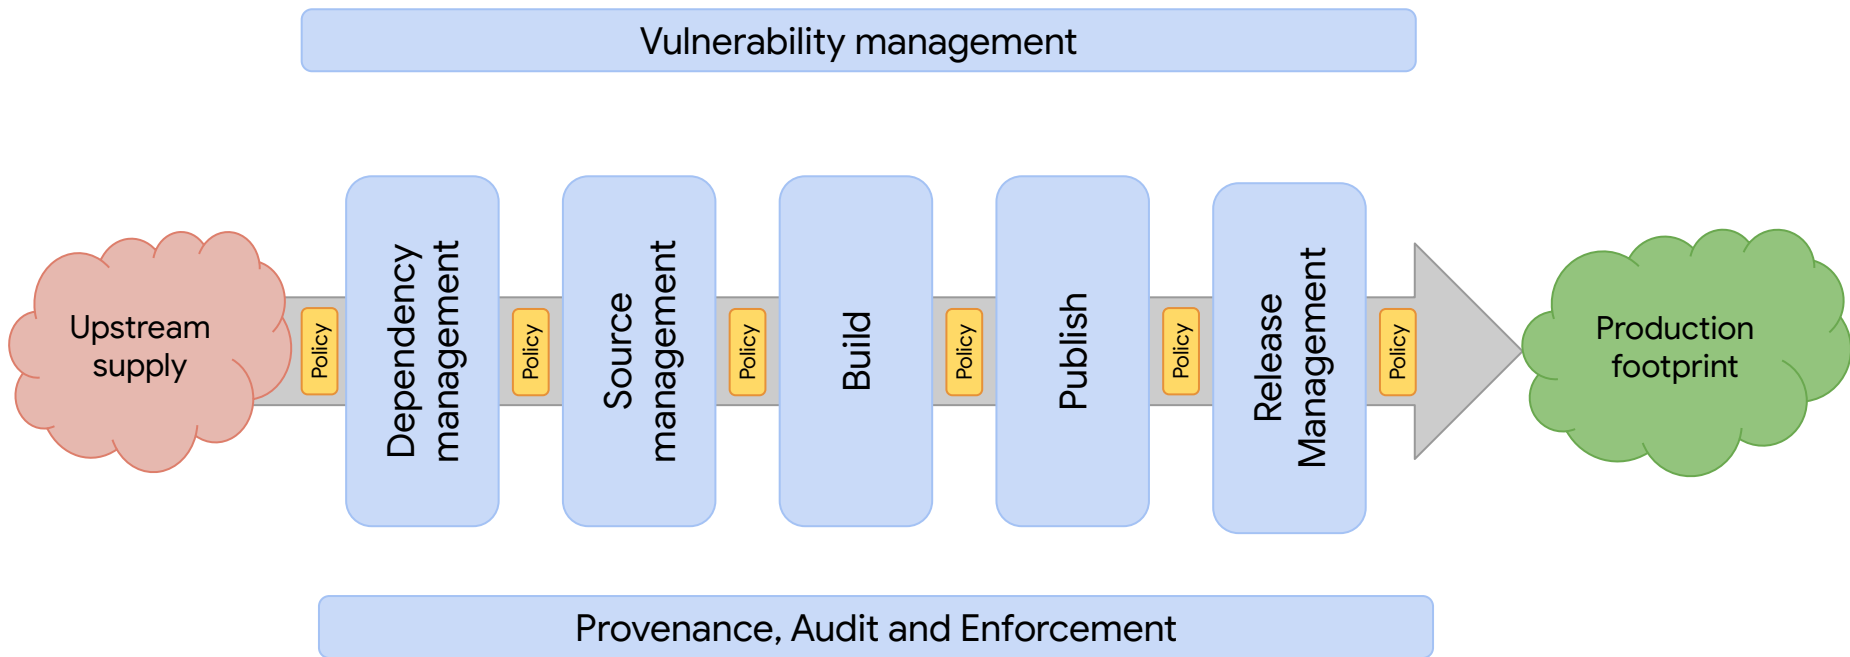 Vulnerability management
Upstream
supply
Policy
Dependency
management
Policy
Source
management
Policy
Build
Policy
Publish
Policy
Release
Management
Policy
Production
footprint
Provenance, Audit and Enforcement